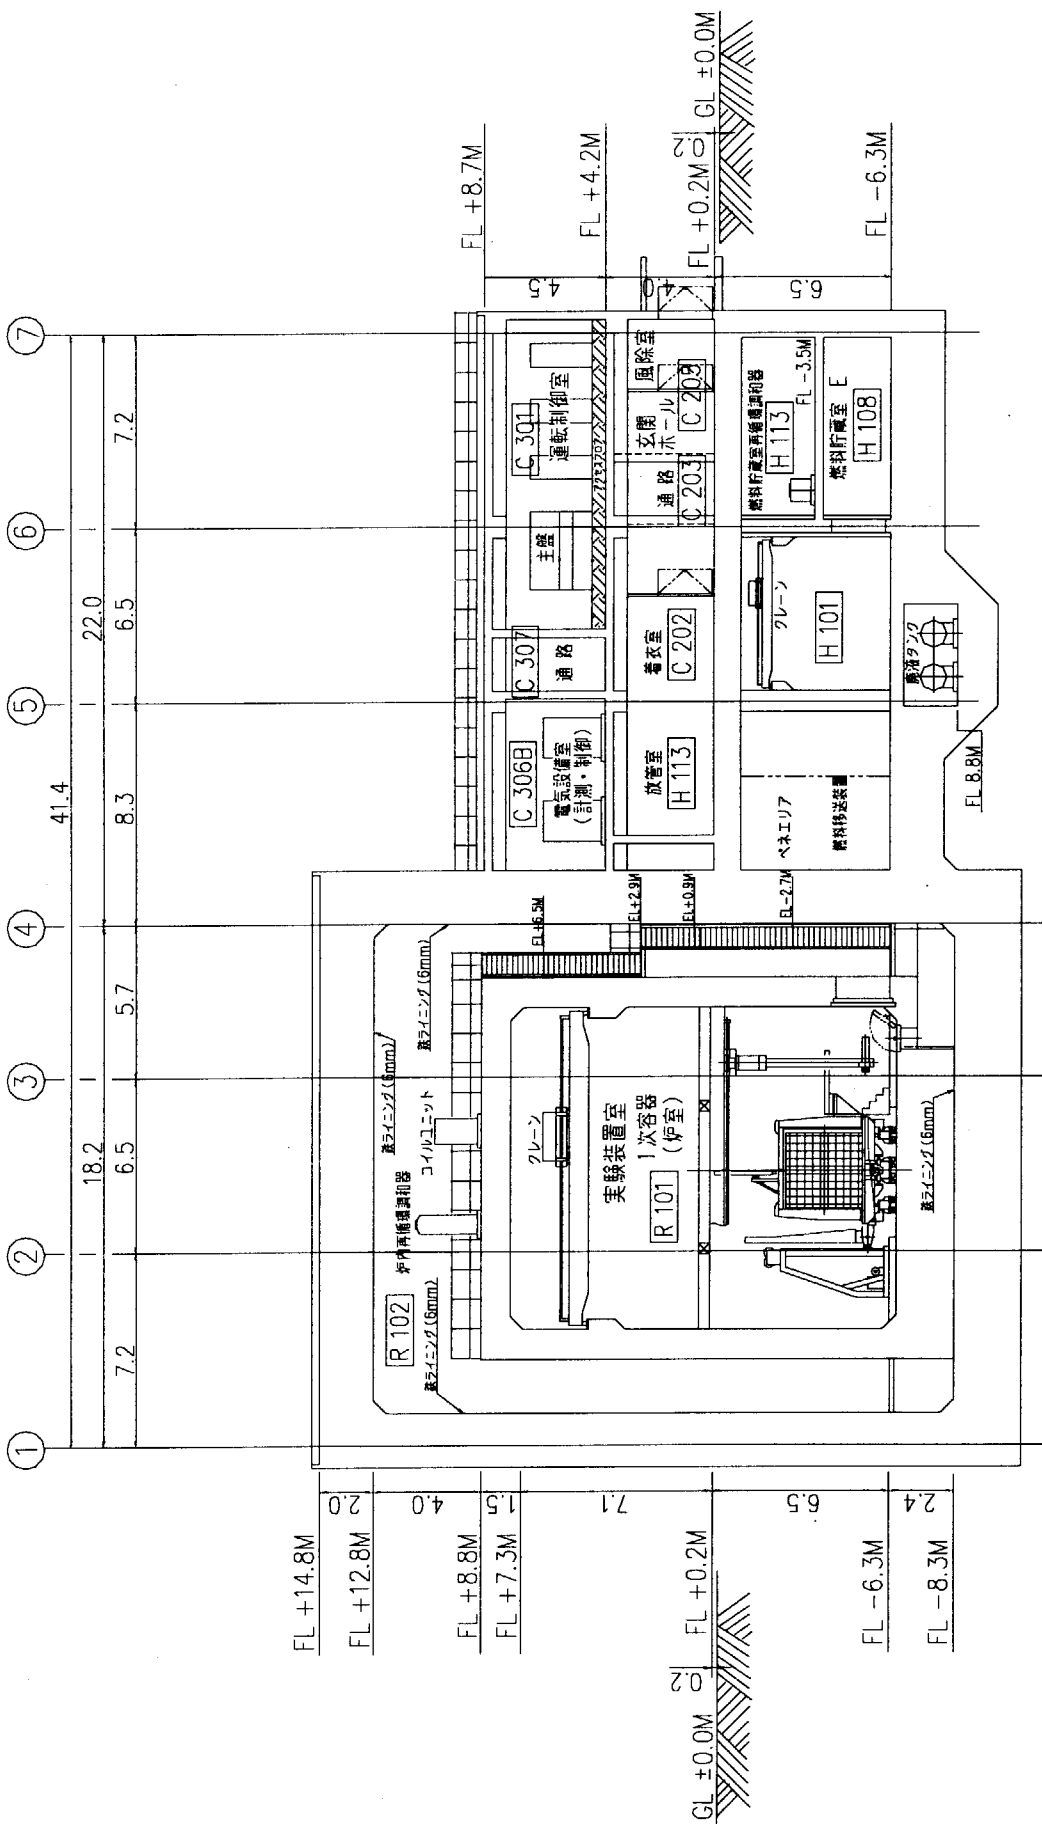 ① ② ③ ④ ⑤ ⑥ ⑦
41.4
18.2 22.0
7.2 6.5 5.7 8.3 6.5 7.2
FL +14.8M
FL +12.8M
FL +8.8M
FL +7.3M
FL +0.2M
GL ±0.0M
FL −6.3M
FL −8.3M
2.0
4.0
1.5
7.1
0.2
6.5
2.4
R 102
鉄ライニング(6mm)
炉内再循環調和器
鉄ライニング(6mm)
コイルユニット
鉄ライニング(6mm)
クレーン
実験装置室
1次容器
(炉室)
R 101
鉄ライニング(6mm)
FL+6.5M
FL+2.9M
FL+0.9M
FL−2.7M
C 306B
電気設備室
(計測・制御)
C 307
通 路
主盤
C 301
運転制御室
アクセスフロア
放管室
H 113
着衣室
C 202
通 路
C 203
玄関
ホール
C 209
風除室
ペネエリア
燃料移送装置
クレーン
H 101
燃料貯蔵室再循環調和器
H 113
FL −3.5M
燃料貯蔵室 E
H 108
廃液タンク
FL 8.8M
FL +8.7M
FL +4.2M
FL +0.2M
GL ±0.0M
FL −6.3M
4.5
4.0
0.2
6.5